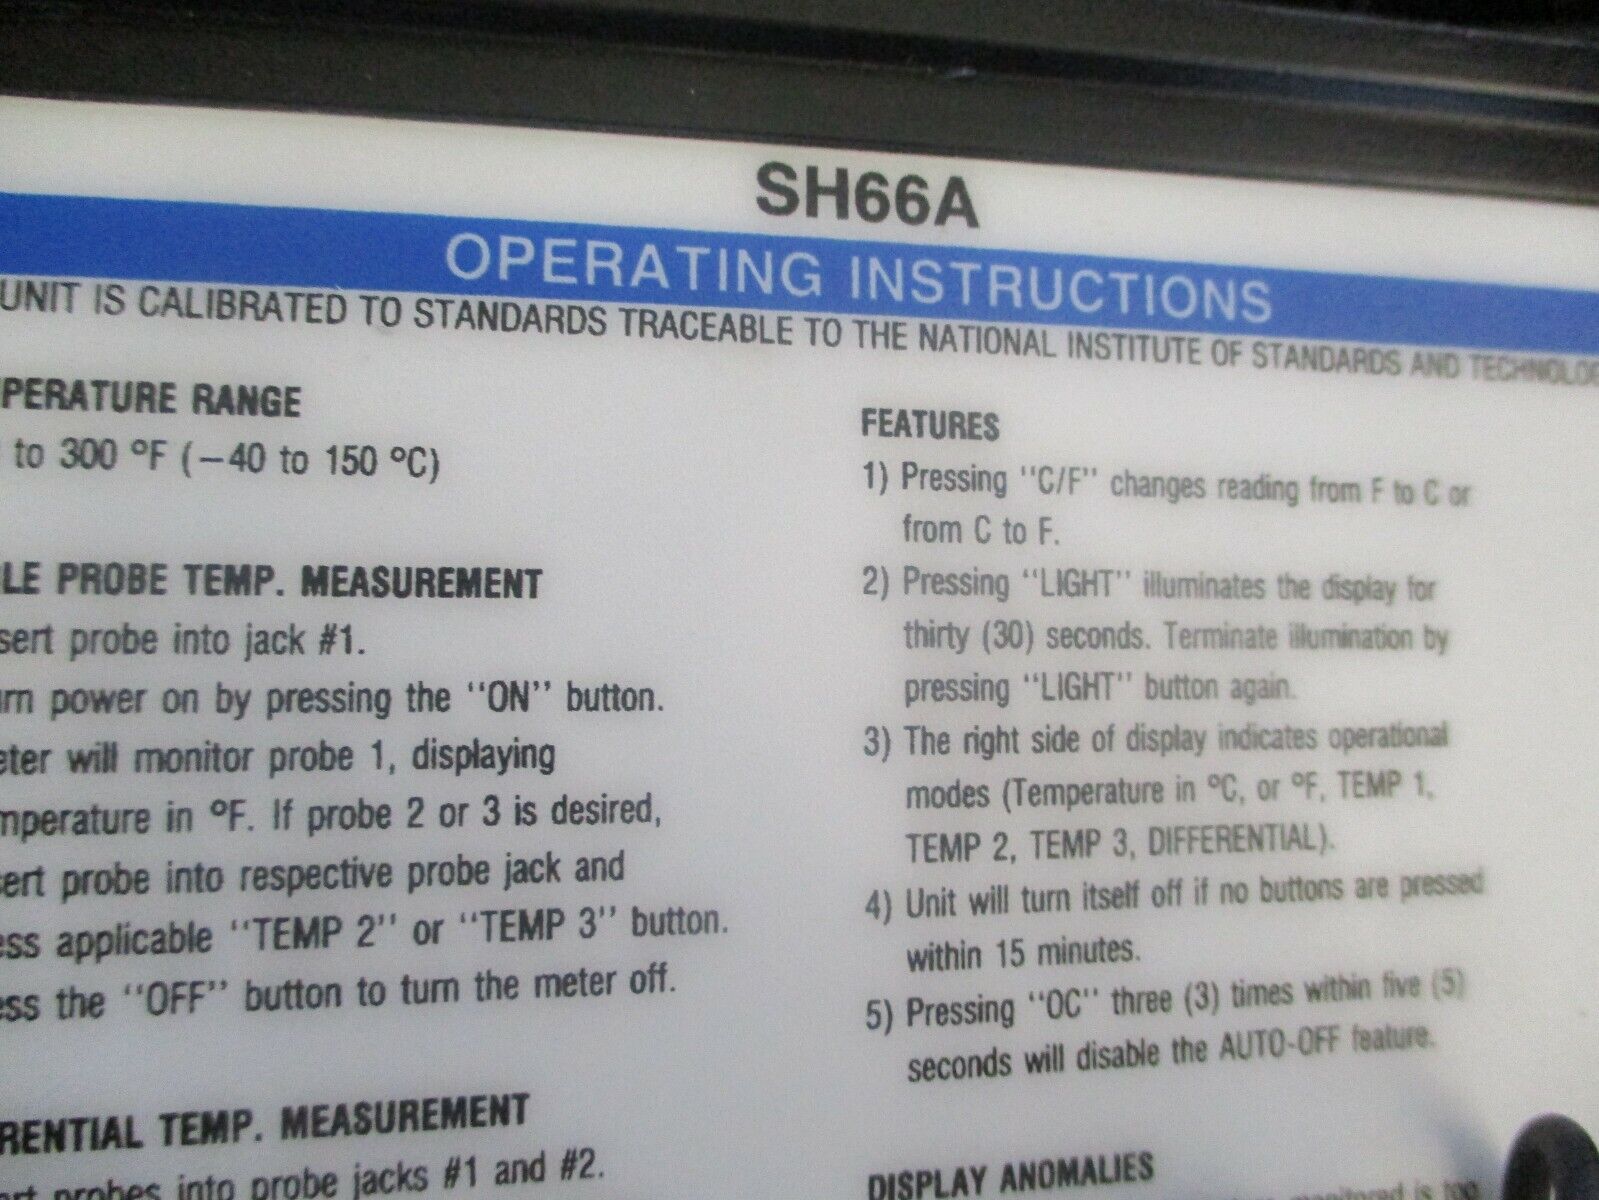 SH66A
OPERATING INSTRUCTIONS
UNIT IS CALIBRATED TO STANDARDS TRACEABLE TO THE NATIONAL INSTITUTE OF STANDARDS AND TECHNOLO
PERATURE RANGE
to 300 °F (−40 to 150 °C)
LE PROBE TEMP. MEASUREMENT
sert probe into jack #1.
urn power on by pressing the "ON" button.
eter will monitor probe 1, displaying
mperature in °F. If probe 2 or 3 is desired,
sert probe into respective probe jack and
ess applicable "TEMP 2" or "TEMP 3" button.
ess the "OFF" button to turn the meter off.
RENTIAL TEMP. MEASUREMENT
ert probes into probe jacks #1 and #2.
FEATURES
1) Pressing "C/F" changes reading from F to C or
from C to F.
2) Pressing "LIGHT" illuminates the display for
thirty (30) seconds. Terminate illumination by
pressing "LIGHT" button again.
3) The right side of display indicates operational
modes (Temperature in °C, or °F, TEMP 1,
TEMP 2, TEMP 3, DIFFERENTIAL).
4) Unit will turn itself off if no buttons are pressed
within 15 minutes.
5) Pressing "OC" three (3) times within five (5)
seconds will disable the AUTO-OFF feature.
DISPLAY ANOMALIES
monitored is too